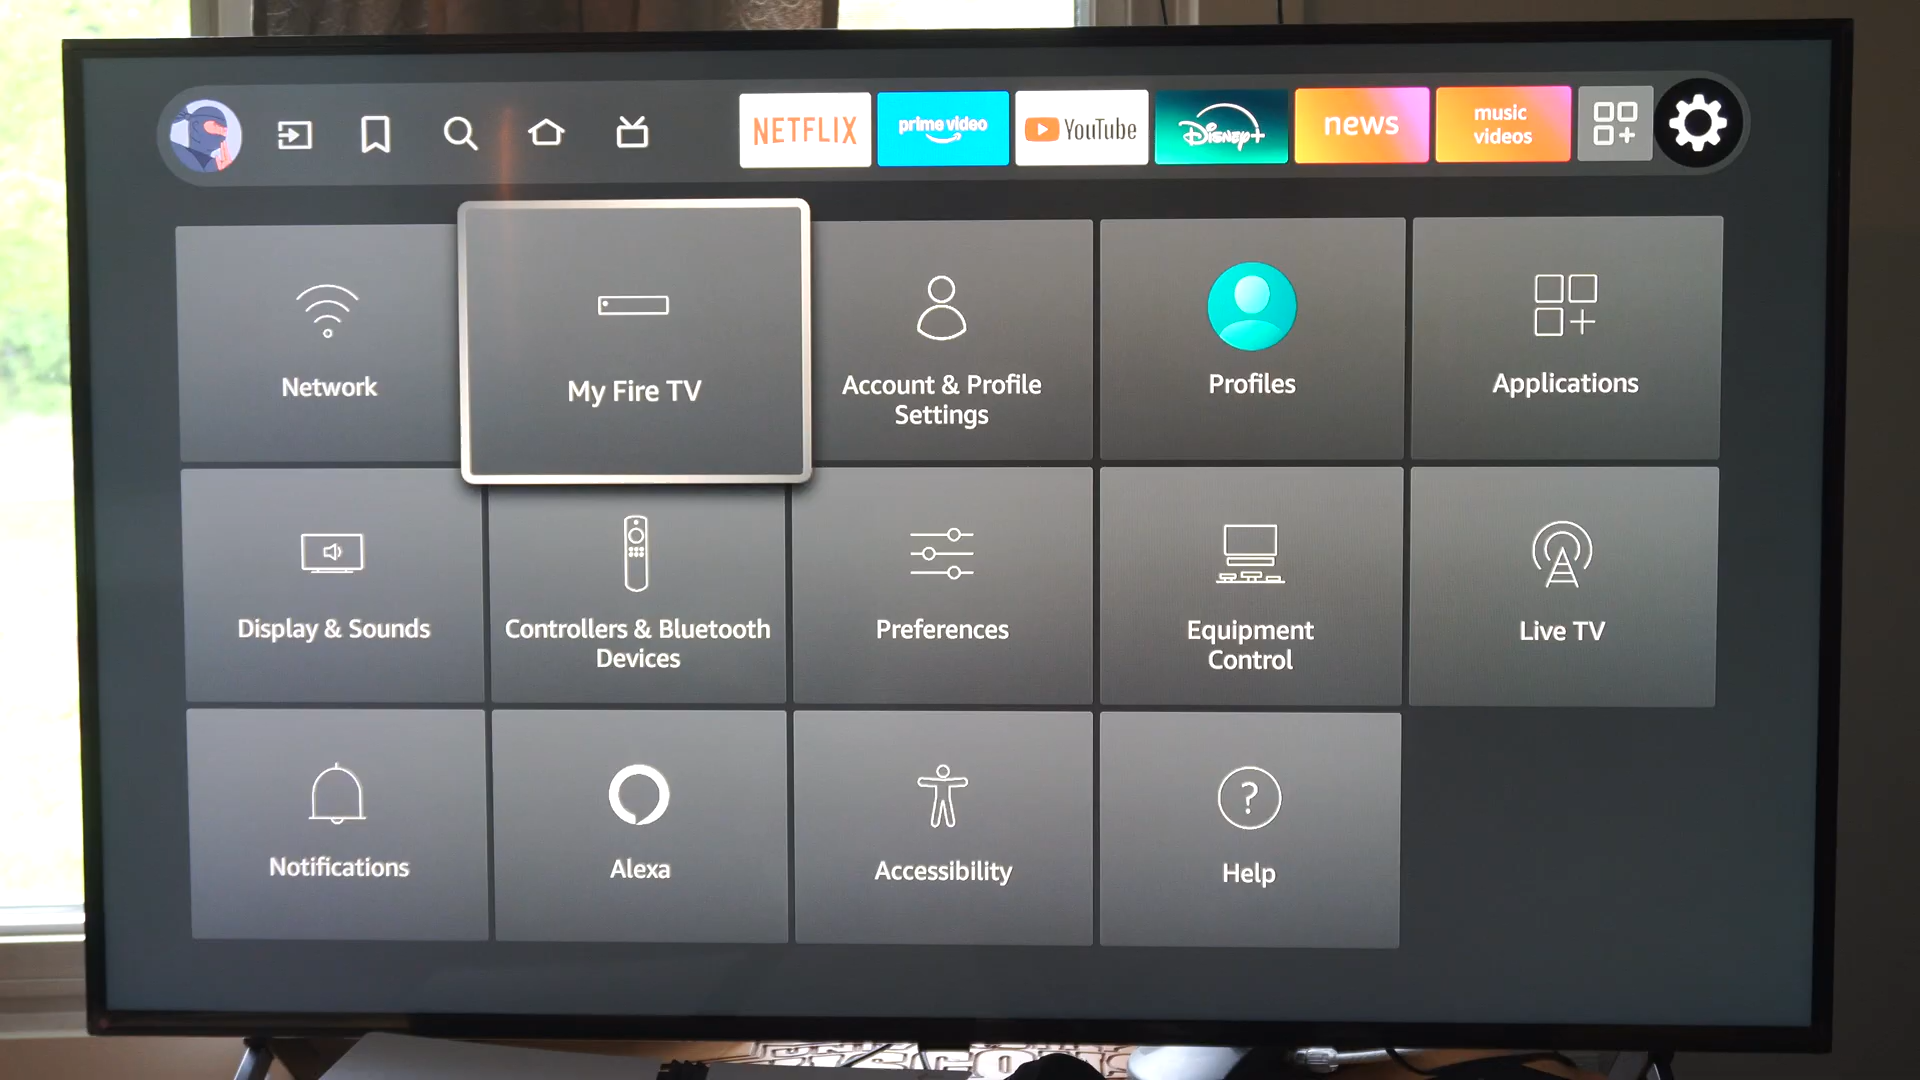 NETFLIX
prime video
YouTube
Disney+
news
music
videos
Network
My Fire TV
Account & Profile
Settings
Profiles
Applications
Display & Sounds
Controllers & Bluetooth
Devices
Preferences
Equipment
Control
Live TV
Notifications
Alexa
Accessibility
? Help